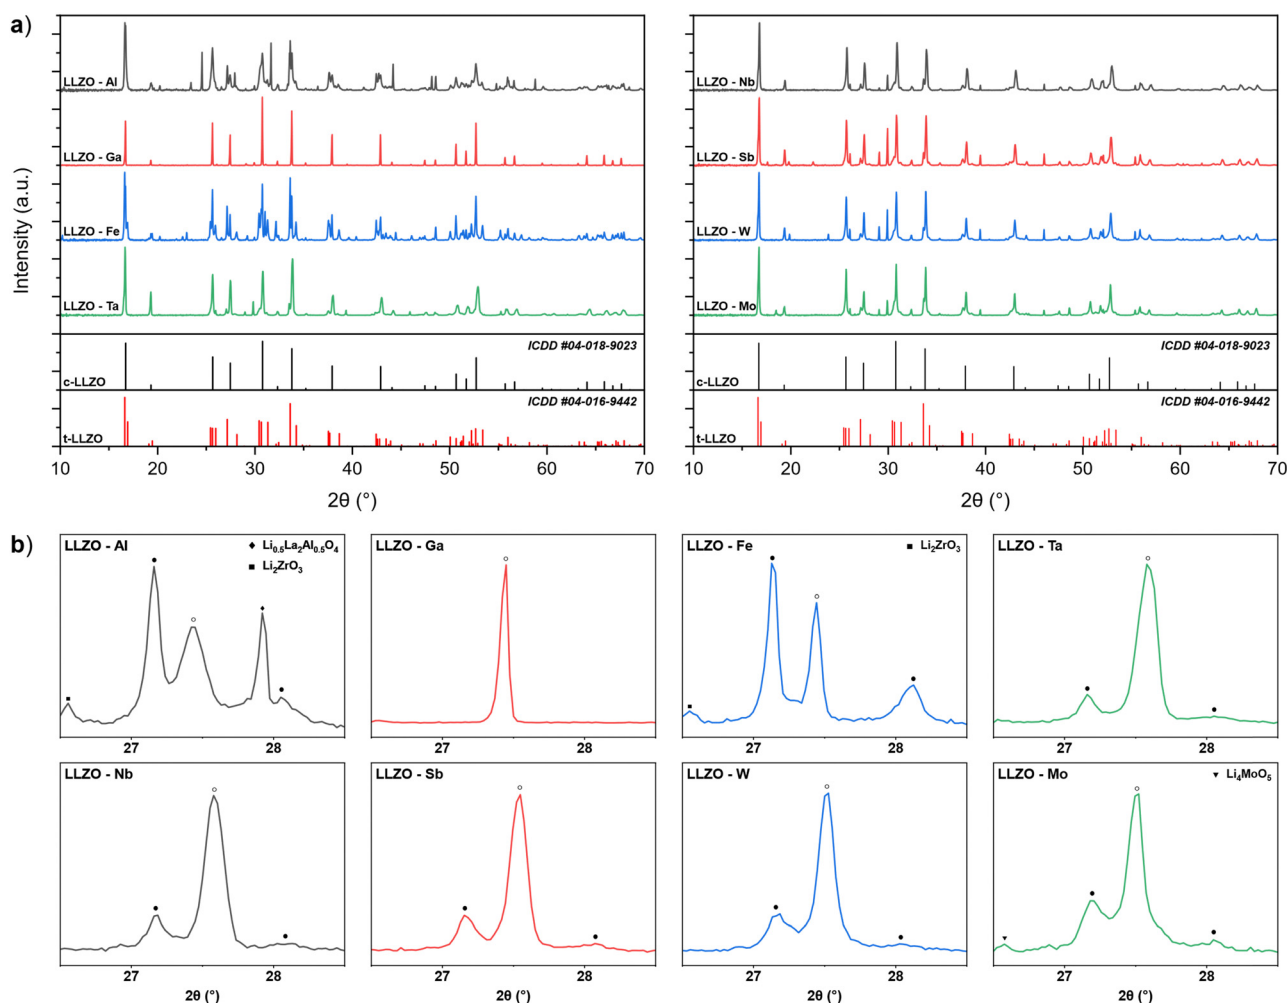 a)
Intensity (a.u.)
LLZO - Al
LLZO - Ga
LLZO - Fe
LLZO - Ta
ICDD #04-018-9023
c-LLZO
ICDD #04-016-9442
t-LLZO
10 20 30 40 50 60 70
2θ (°)
LLZO - Nb
LLZO - Sb
LLZO - W
LLZO - Mo
ICDD #04-018-9023
c-LLZO
ICDD #04-016-9442
t-LLZO
10 20 30 40 50 60 70
2θ (°)
b)
LLZO - Al
♦ Li₀.₅La₂Al₀.₅O₄
■ Li₂ZrO₃
27 28
LLZO - Ga
27 28
LLZO - Fe
■ Li₂ZrO₃
27 28
LLZO - Ta
27 28
LLZO - Nb
27 28
2θ (°)
LLZO - Sb
27 28
2θ (°)
LLZO - W
27 28
2θ (°)
LLZO - Mo
▼ Li₄MoO₅
27 28
2θ (°)